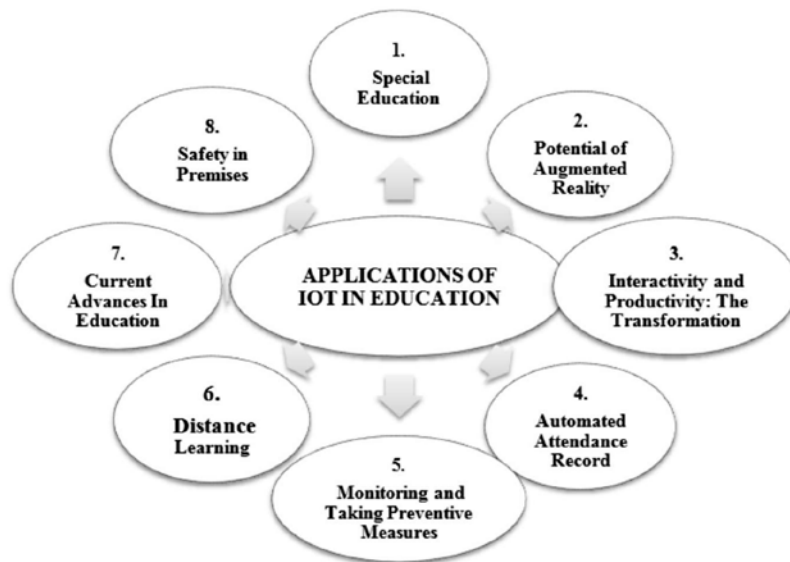 1.
Special
Education
2.
Potential of
Augmented
Reality
3.
Interactivity and
Productivity: The
Transformation
4.
Automated
Attendance
Record
5.
Monitoring and
Taking Preventive
Measures
6.
Distance
Learning
7.
Current
Advances In
Education
8.
Safety in
Premises
APPLICATIONS OF
IOT IN EDUCATION